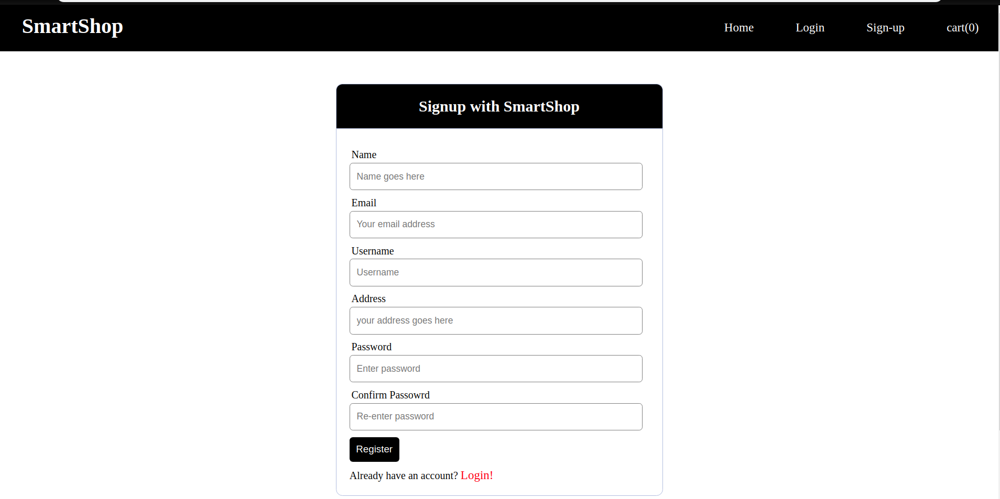 SmartShop
Home Login Sign-up cart(0)
Signup with SmartShop
Name
Name goes here
Email
Your email address
Username
Username
Address
your address goes here
Password
Enter password
Confirm Passowrd
Re-enter password
Register
Already have an account? Login!